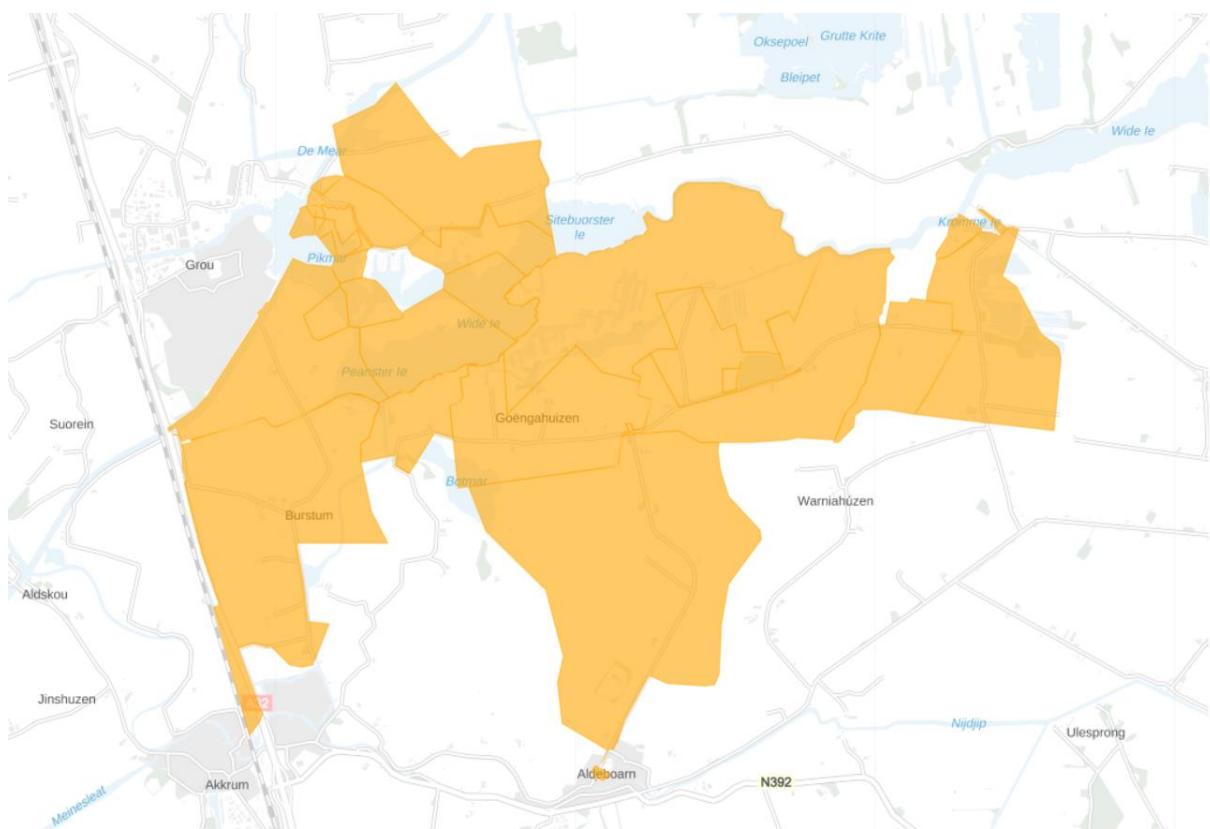 Oksepoel
Grutte Krite
Bleipet
Wide Ie
De Mear
Sitebuorster
Ie
Kromme Ie
Grou
Pikmar
Wide Ie
Peanster Ie
Suorein
Goëngahuizen
Botmar
Warniahúzen
Burstum
Aldskou
Jinshuzen
A32
Nijdjip
Ulesprong
Akkrum
Aldeboarn
N392
Meinesleat